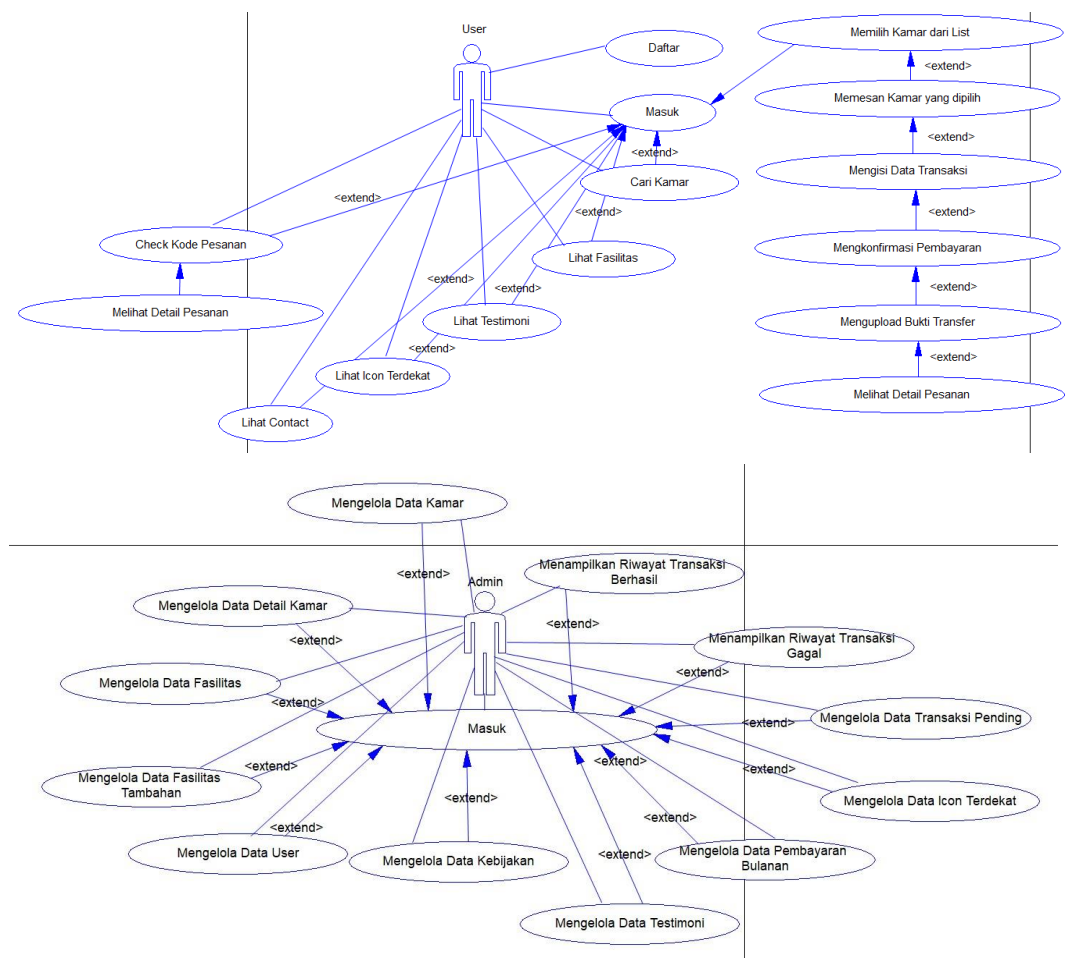 User
Daftar
Memilih Kamar dari List
<extend>
Memesan Kamar yang dipilih
Masuk
<extend>
<extend>
Cari Kamar
Mengisi Data Transaksi
<extend>
<extend>
<extend>
Check Kode Pesanan
Lihat Fasilitas
Mengkonfirmasi Pembayaran
<extend>
<extend>
<extend>
Melihat Detail Pesanan
Lihat Testimoni
Mengupload Bukti Transfer
<extend>
<extend>
Lihat Icon Terdekat
Melihat Detail Pesanan
Lihat Contact
Mengelola Data Kamar
<extend>
Admin
Menampilkan Riwayat Transaksi
Berhasil
Mengelola Data Detail Kamar
<extend>
<extend>
Menampilkan Riwayat Transaksi
Gagal
<extend>
Mengelola Data Fasilitas
<extend>
Masuk
<extend>
Mengelola Data Transaksi Pending
Mengelola Data Fasilitas
Tambahan
<extend>
<extend>
<extend>
<extend>
Mengelola Data Icon Terdekat
<extend>
Mengelola Data User
Mengelola Data Kebijakan
<extend>
Mengelola Data Pembayaran
Bulanan
Mengelola Data Testimoni